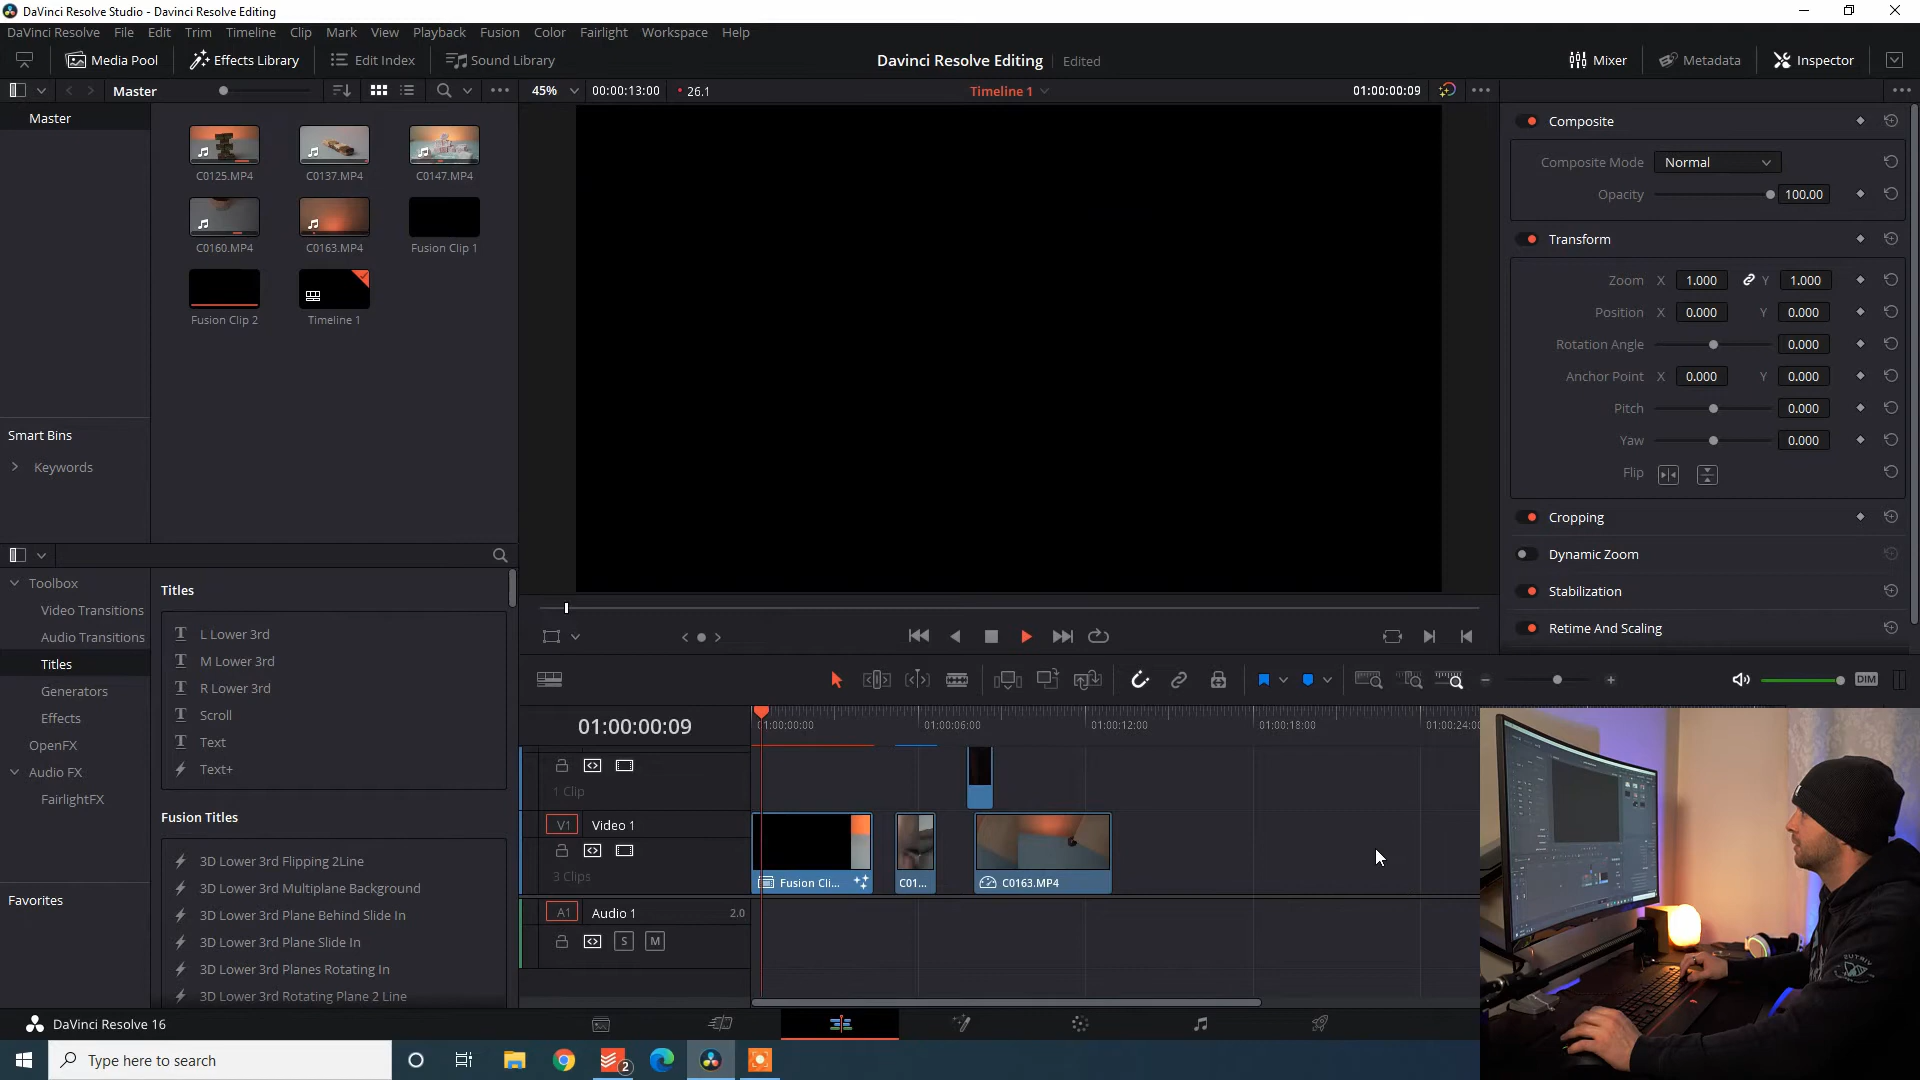 DaVinci Resolve Studio - Davinci Resolve Editing
DaVinci Resolve File Edit Trim Timeline Clip Mark View Playback Fusion Color Fairlight Workspace Help
Media Pool Effects Library Edit Index Sound Library Davinci Resolve Editing Edited Mixer Metadata Inspector
Master 45% 00:00:13:00 26.1 Timeline 1 01:00:00:09
Master
C0125.MP4 C0137.MP4 C0147.MP4
C0160.MP4 C0163.MP4 Fusion Clip 1
Fusion Clip 2 Timeline 1
Smart Bins
Keywords
Composite
Composite Mode Normal
Opacity 100.00
Transform
Zoom X 1.000 Y 1.000
Position X 0.000 Y 0.000
Rotation Angle 0.000
Anchor Point X 0.000 Y 0.000
Pitch 0.000
Yaw 0.000
Flip
Cropping
Dynamic Zoom
Stabilization
Retime And Scaling
Toolbox
Video Transitions
Audio Transitions
Titles
Generators
Effects
OpenFX
Audio FX
FairlightFX
Favorites
Titles
L Lower 3rd
M Lower 3rd
R Lower 3rd
Scroll
Text
Text+
Fusion Titles
3D Lower 3rd Flipping 2Line
3D Lower 3rd Multiplane Background
3D Lower 3rd Plane Behind Slide In
3D Lower 3rd Plane Slide In
3D Lower 3rd Planes Rotating In
3D Lower 3rd Rotating Plane 2 Line
DIM
01:00:00:09 01:00:00:00 01:00:06:00 01:00:12:00 01:00:18:00 01:00:24:0
1 Clip
V1 Video 1
3 Clips
Fusion Cli... C01... C0163.MP4
A1 Audio 1 2.0
S M
DaVinci Resolve 16
Type here to search
2